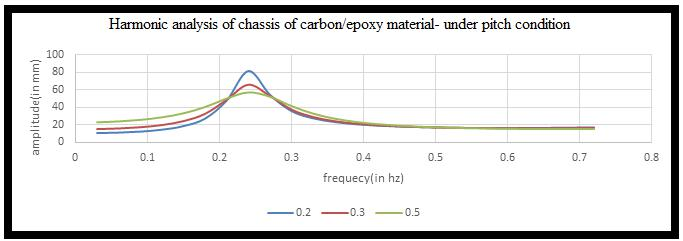 Harmonic analysis of chassis of carbon/epoxy material- under pitch condition
amplitude(in mm)
100
80
60
40
20
0
0 0.1 0.2 0.3 0.4 0.5 0.6 0.7 0.8
frequecy(in hz)
0.2 0.3 0.5